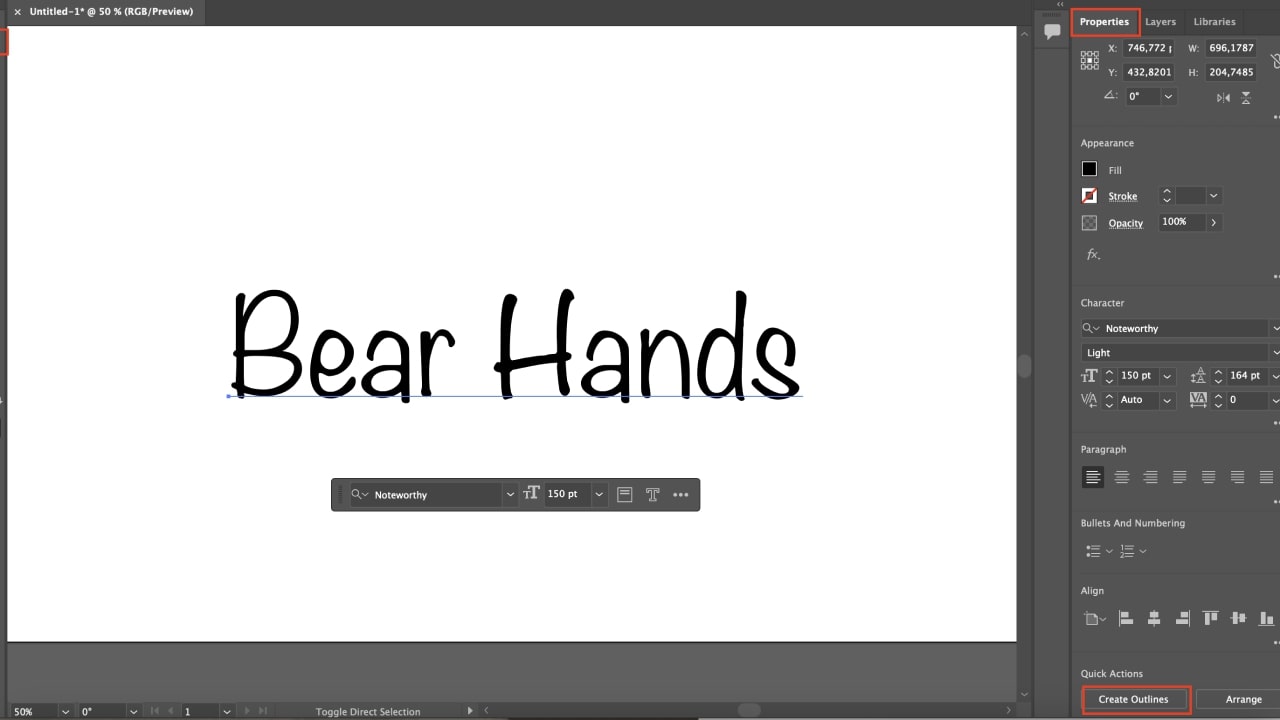 × Untitled-1* @ 50 % (RGB/Preview)
Properties Layers Libraries
X: 746,772 W: 696,1787
Y: 432,8201 H: 204,7485
0°
Appearance
Fill
Stroke
Opacity 100%
fx.
Character
Noteworthy
Light
150 pt 164 pt
Auto 0
Paragraph
Bullets And Numbering
Align
Quick Actions
Create Outlines Arrange
Bear Hands
Noteworthy 150 pt
50% 0° 1 Toggle Direct Selection